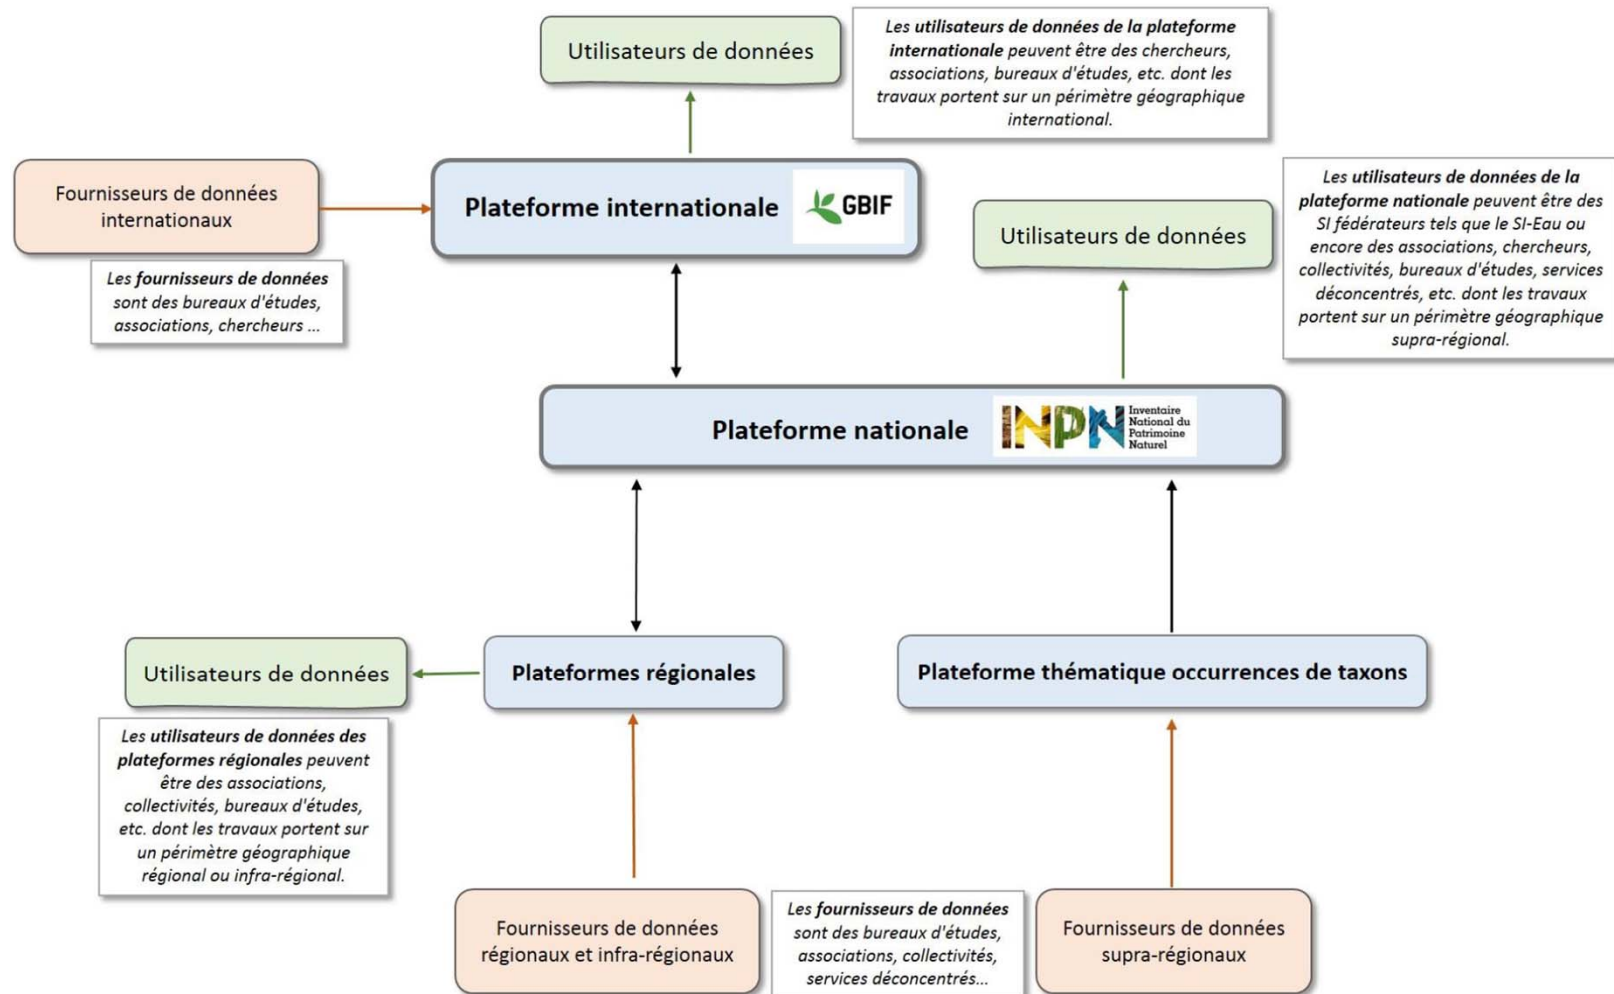 Utilisateurs de données
Les utilisateurs de données de la plateforme
internationale peuvent être des chercheurs,
associations, bureaux d'études, etc. dont les
travaux portent sur un périmètre géographique
international.
Fournisseurs de données
internationaux
Plateforme internationale
GBIF
Les fournisseurs de données
sont des bureaux d'études,
associations, chercheurs ...
Utilisateurs de données
Les utilisateurs de données de la
plateforme nationale peuvent être des
SI fédérateurs tels que le SI-Eau ou
encore des associations, chercheurs,
collectivités, bureaux d'études, services
déconcentrés, etc. dont les travaux
portent sur un périmètre géographique
supra-régional.
Plateforme nationale
INPN
Inventaire
National du
Patrimoine
Naturel
Utilisateurs de données
Plateformes régionales
Plateforme thématique occurrences de taxons
Les utilisateurs de données des
plateformes régionales peuvent
être des associations,
collectivités, bureaux d'études,
etc. dont les travaux portent sur
un périmètre géographique
régional ou infra-régional.
Fournisseurs de données
régionaux et infra-régionaux
Les fournisseurs de données
sont des bureaux d'études,
associations, collectivités,
services déconcentrés...
Fournisseurs de données
supra-régionaux